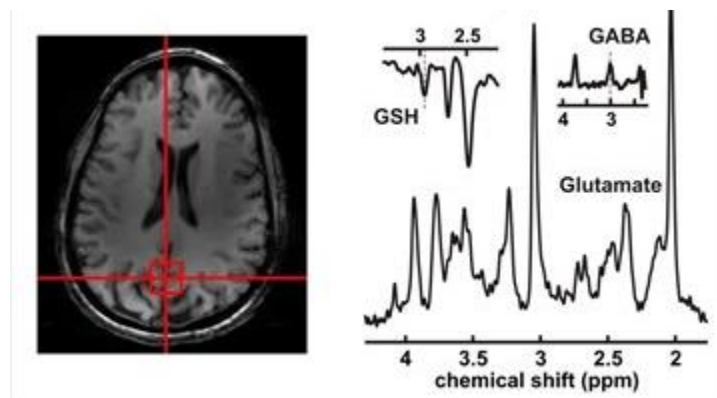 3 2.5
GABA
GSH
4 3
Glutamate
4 3.5 3 2.5 2
chemical shift (ppm)